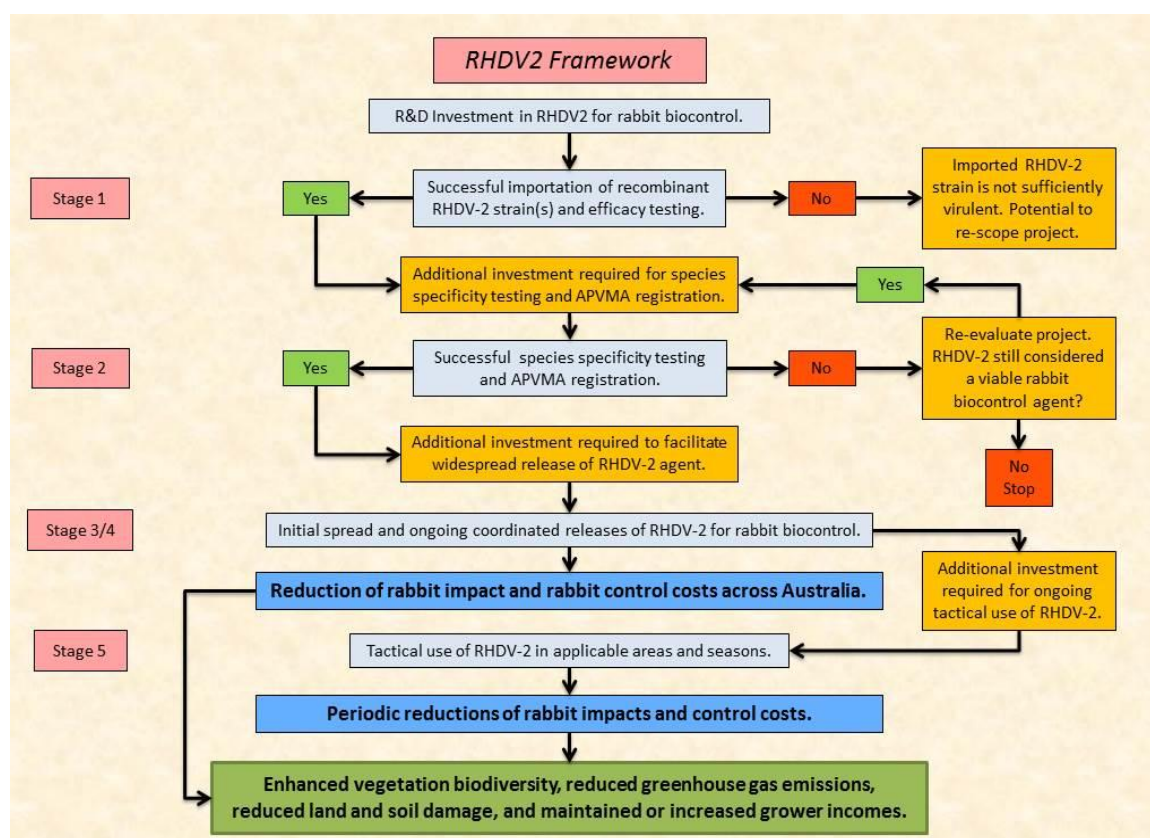 RHDV2 Framework
R&D Investment in RHDV2 for rabbit biocontrol.
Stage 1
Yes
Successful importation of recombinant
RHDV-2 strain(s) and efficacy testing.
No
Imported RHDV-2
strain is not sufficiently
virulent. Potential to
re-scope project.
Additional investment required for species
specificity testing and APVMA registration.
Yes
Stage 2
Yes
Successful species specificity testing
and APVMA registration.
No
Re-evaluate project.
RHDV-2 still considered
a viable rabbit
biocontrol agent?
Additional investment required to facilitate
widespread release of RHDV-2 agent.
No
Stop
Stage 3/4
Initial spread and ongoing coordinated releases of RHDV-2 for rabbit biocontrol.
Additional investment
required for ongoing
tactical use of RHDV-2.
Reduction of rabbit impact and rabbit control costs across Australia.
Stage 5
Tactical use of RHDV-2 in applicable areas and seasons.
Periodic reductions of rabbit impacts and control costs.
Enhanced vegetation biodiversity, reduced greenhouse gas emissions,
reduced land and soil damage, and maintained or increased grower incomes.